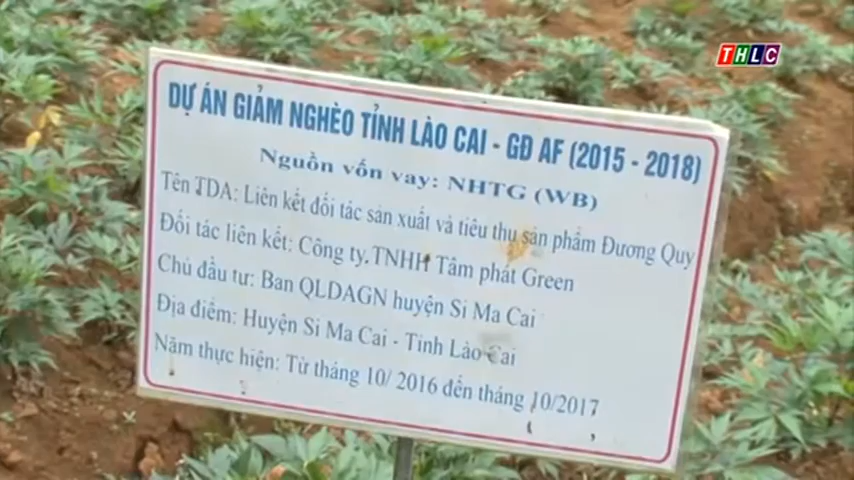 THLC
DỰ ÁN GIẢM NGHÈO TỈNH LÀO CAI - GĐ AF (2015 - 2018)
Nguồn vốn vay: NHTG (WB)
Tên TDA: Liên kết đối tác sản xuất và tiêu thụ sản phẩm Đương Quy
Đối tác liên kết: Công ty TNHH Tâm phát Green
Chủ đầu tư: Ban QLDAGN huyện Si Ma Cai
Địa điểm: Huyện Si Ma Cai - Tỉnh Lào Cai
Năm thực hiện: Từ tháng 10/ 2016 đến tháng 10/2017